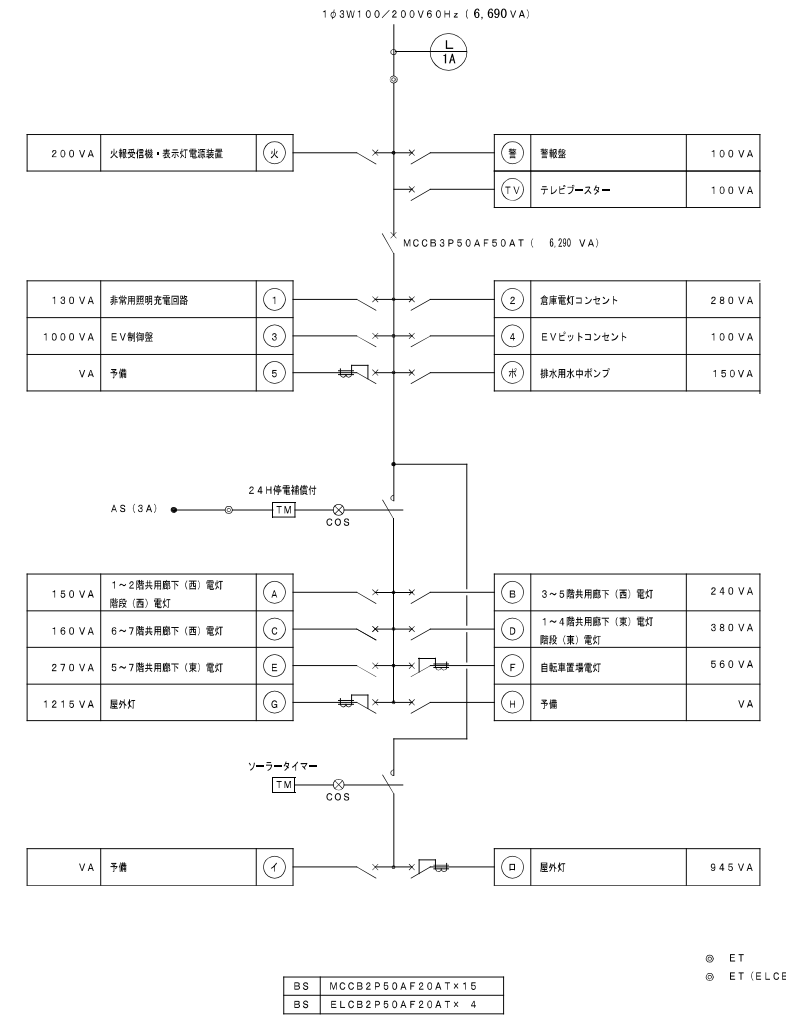 1φ3W100/200V60Hz ( 6,690 VA)
L
1A
200VA 火報受信機・表示灯電源装置 火
警 警報盤 100VA
TV テレビブースター 100VA
MCCB3P50AF50AT ( 6,290 VA)
130VA 非常用照明充電回路 1
2 倉庫電灯コンセント 280VA
1000VA EV制御盤 3
4 EVピットコンセント 100VA
VA 予備 5
ポ 排水用水中ポンプ 150VA
24H停電補償付
AS (3A) TM
COS
150VA 1~2階共用廊下(西)電灯
階段(西)電灯 A
B 3~5階共用廊下(西)電灯 240VA
160VA 6~7階共用廊下(西)電灯 C
D 1~4階共用廊下(東)電灯
階段(東)電灯 380VA
270VA 5~7階共用廊下(東)電灯 E
F 自転車置場電灯 560VA
1215VA 屋外灯 G
H 予備 VA
ソーラータイマー
TM
COS
VA 予備 イ
ロ 屋外灯 945VA
◎ ET
◎ ET (ELCB
BS MCCB2P50AF20AT×15
BS ELCB2P50AF20AT× 4